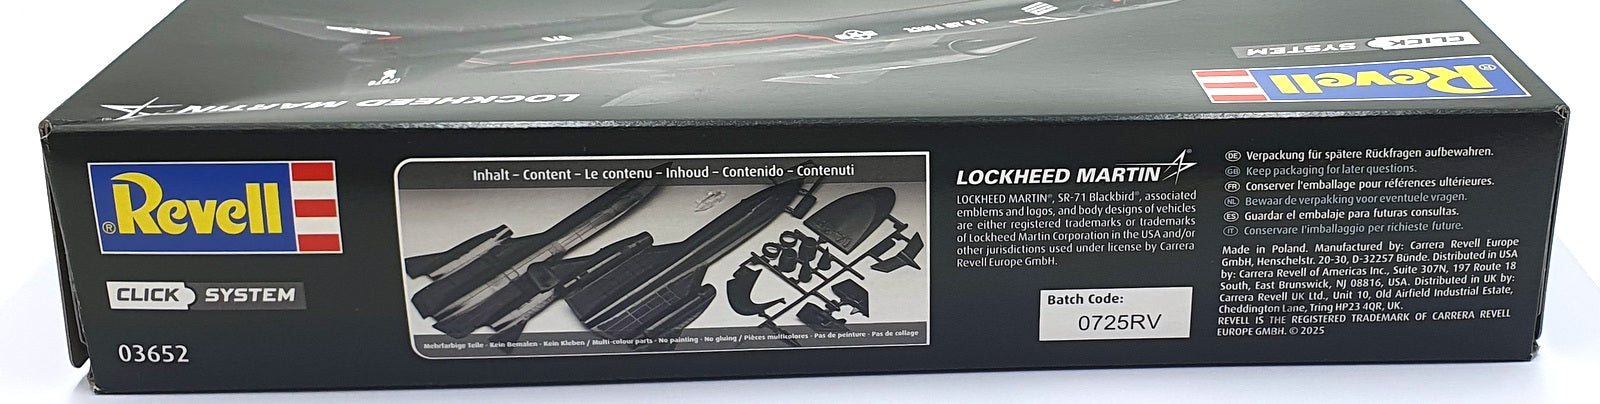 U.S. AIR FORCE
CLICK SYSTEM
Revell
LOCKHEED MARTIN
®Revell
CLICK SYSTEM
03652
Inhalt – Content – Le contenu – Inhoud – Contenido – Contenuti
Mehrfarbige Teile - Kein Bemalen - Kein Kleben / Multi-colour parts - No painting - No gluing / Pièces multicolores - Pas de peinture - Pas de collage
LOCKHEED MARTIN
LOCKHEED MARTIN®, SR-71 Blackbird®, associated
emblems and logos, and body designs of vehicles
are either registered trademarks or trademarks
of Lockheed Martin Corporation in the USA and/or
other jurisdictions used under license by Carrera
Revell Europe GmbH.
Batch Code:
0725RV
DE Verpackung für spätere Rückfragen aufbewahren.
GB Keep packaging for later questions.
FR Conserver l'emballage pour références ultérieures.
NL Bewaar de verpakking voor eventuele vragen.
ES Guardar el embalaje para futuras consultas.
IT Conservare l'imballaggio per richieste future.
Made in Poland. Manufactured by: Carrera Revell Europe
GmbH, Henschelstr. 20-30, D-32257 Bünde. Distributed in USA
by: Carrera Revell of Americas Inc., Suite 307N, 197 Route 18
South, East Brunswick, NJ 08816, USA. Distributed in UK by:
Carrera Revell UK Ltd., Unit 10, Old Airfield Industrial Estate,
Cheddington Lane, Tring HP23 4QR, UK.
REVELL IS THE REGISTERED TRADEMARK OF CARRERA REVELL
EUROPE GMBH. © 2025